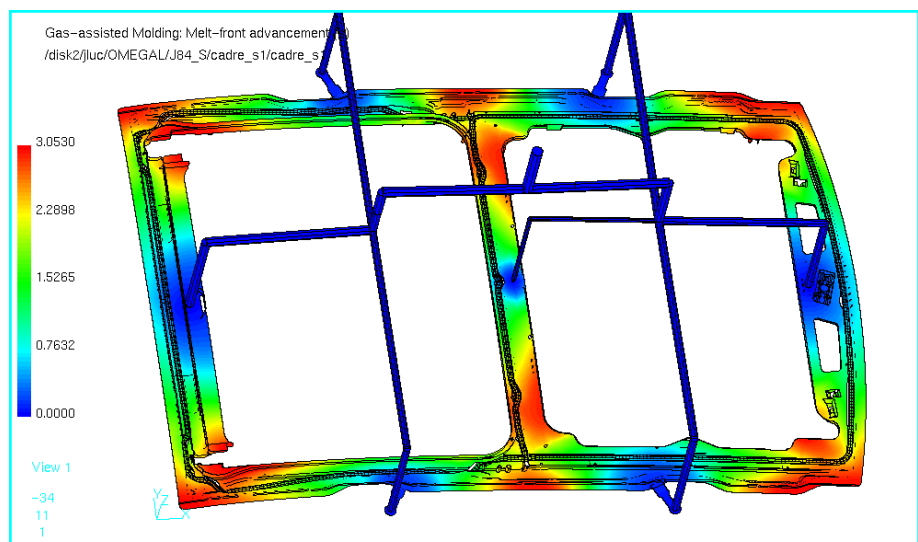 Gas-assisted Molding: Melt-front advancement
/disk2/jluc/OMEGAL/J84_S/cadre_s1/cadre_s
3.0530
2.2898
1.5265
0.7632
0.0000
View 1
-34
11
1
Y
Z
X